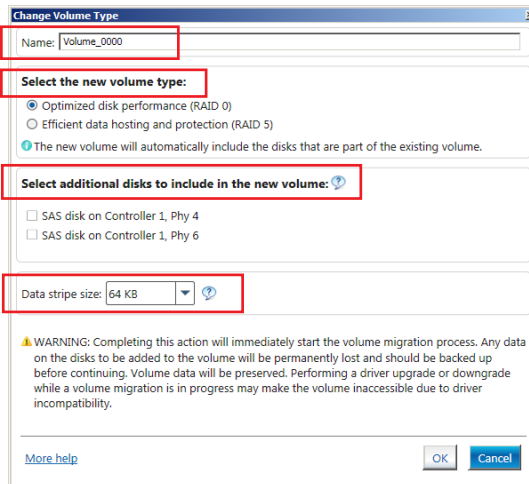 Change Volume Type
Name: Volume_0000
Select the new volume type:
Optimized disk performance (RAID 0)
Efficient data hosting and protection (RAID 5)
The new volume will automatically include the disks that are part of the existing volume.
Select additional disks to include in the new volume:
SAS disk on Controller 1, Phy 4
SAS disk on Controller 1, Phy 6
Data stripe size: 64 KB
WARNING: Completing this action will immediately start the volume migration process. Any data
on the disks to be added to the volume will be permanently lost and should be backed up
before continuing. Volume data will be preserved. Performing a driver upgrade or downgrade
while a volume migration is in progress may make the volume inaccessible due to driver
incompatibility.
More help
OK
Cancel